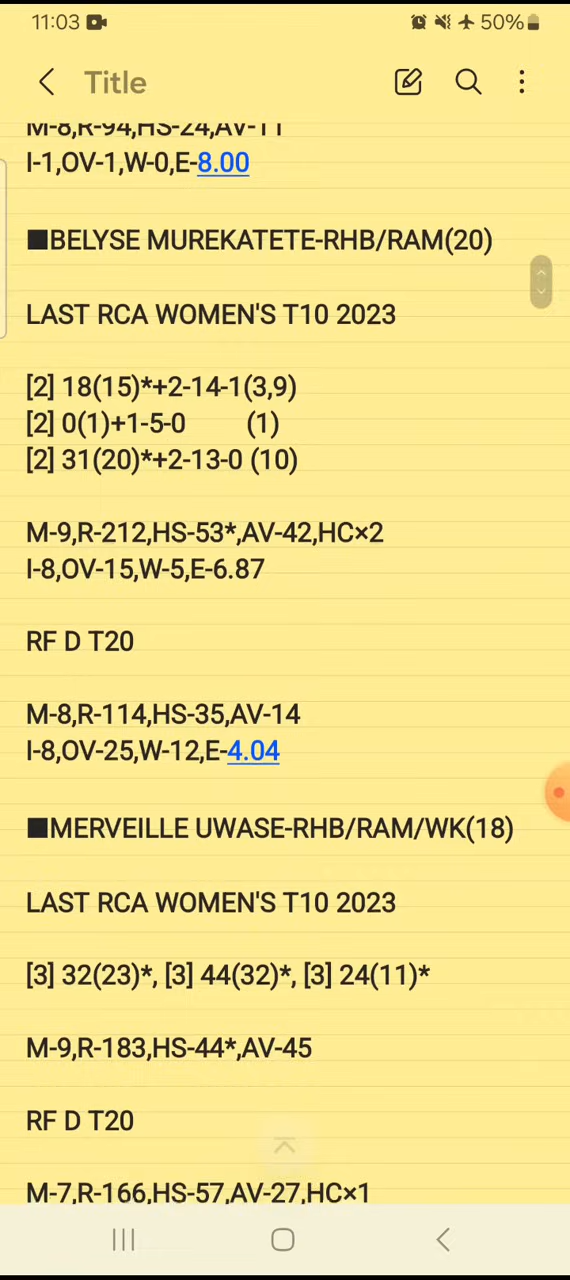 11:03 50%
Title
M-8,R-94,HS-24,AV-11
I-1,OV-1,W-0,E-8.00
■BELYSE MUREKATETE-RHB/RAM(20)
LAST RCA WOMEN'S T10 2023
[2] 18(15)*+2-14-1(3,9)
[2] 0(1)+1-5-0 (1)
[2] 31(20)*+2-13-0 (10)
M-9,R-212,HS-53*,AV-42,HC×2
I-8,OV-15,W-5,E-6.87
RF D T20
M-8,R-114,HS-35,AV-14
I-8,OV-25,W-12,E-4.04
■MERVEILLE UWASE-RHB/RAM/WK(18)
LAST RCA WOMEN'S T10 2023
[3] 32(23)*, [3] 44(32)*, [3] 24(11)*
M-9,R-183,HS-44*,AV-45
RF D T20
M-7,R-166,HS-57,AV-27,HC×1